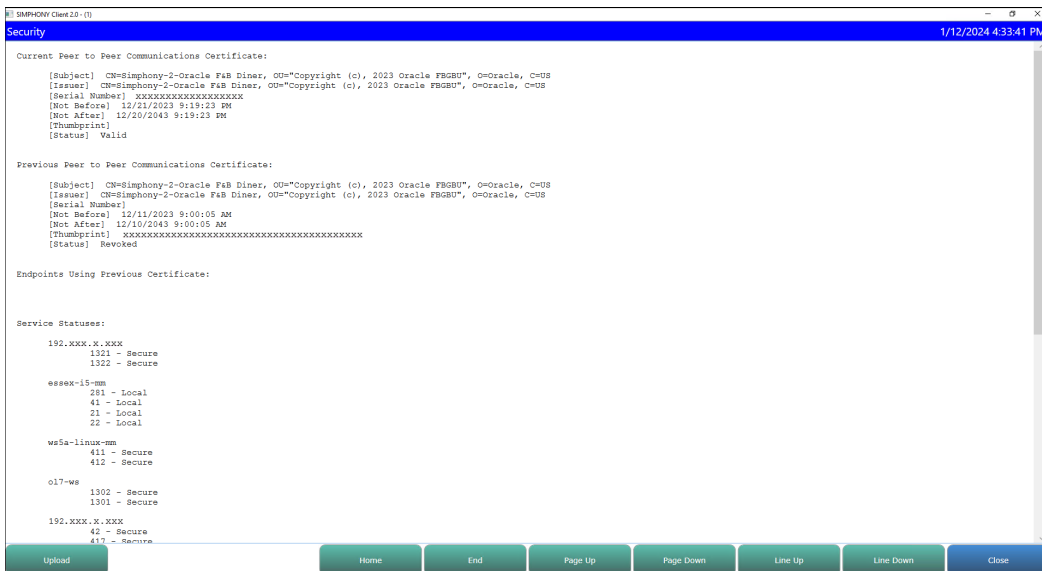 SIMPHONY Client 2.0 - (1)
Security
1/12/2024 4:33:41 PM
Current Peer to Peer Communications Certificate:
[Subject] CN=Simphony-2-Oracle F&B Diner, OU="Copyright (c), 2023 Oracle FBGBU", O=Oracle, C=US
[Issuer] CN=Simphony-2-Oracle F&B Diner, OU="Copyright (c), 2023 Oracle FBGBU", O=Oracle, C=US
[Serial Number] xxxxxxxxxxxxxxxxxx
[Not Before] 12/21/2023 9:19:23 PM
[Not After] 12/20/2043 9:19:23 PM
[Thumbprint]
[Status] Valid
Previous Peer to Peer Communications Certificate:
[Subject] CN=Simphony-2-Oracle F&B Diner, OU="Copyright (c), 2023 Oracle FBGBU", O=Oracle, C=US
[Issuer] CN=Simphony-2-Oracle F&B Diner, OU="Copyright (c), 2023 Oracle FBGBU", O=Oracle, C=US
[Serial Number]
[Not Before] 12/11/2023 9:00:05 AM
[Not After] 12/10/2043 9:00:05 AM
[Thumbprint] xxxxxxxxxxxxxxxxxxxxxxxxxxxxxxxxxxxxxxxx
[Status] Revoked
Endpoints Using Previous Certificate:
Service Statuses:
192.xxx.x.xxx
1321 - Secure
1322 - Secure
essex-i5-mm
281 - Local
41 - Local
21 - Local
22 - Local
ws5a-linux-mm
411 - Secure
412 - Secure
ol7-ws
1302 - Secure
1301 - Secure
192.xxx.x.xxx
42 - Secure
417 - Secure
Upload
Home
End
Page Up
Page Down
Line Up
Line Down
Close